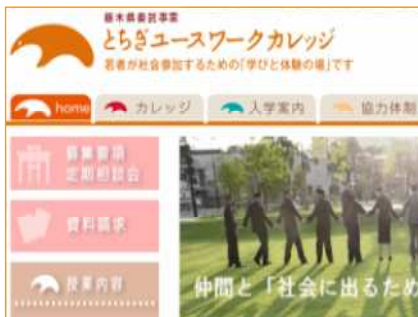 栃木県委託事業
とちぎユースワークカレッジ
若者が社会参加するための「学びと体験の場」です
home カレッジ 入学案内 協力体制
募集要項
定期相談会
資料請求
授業内容
仲間と「社会に出るため